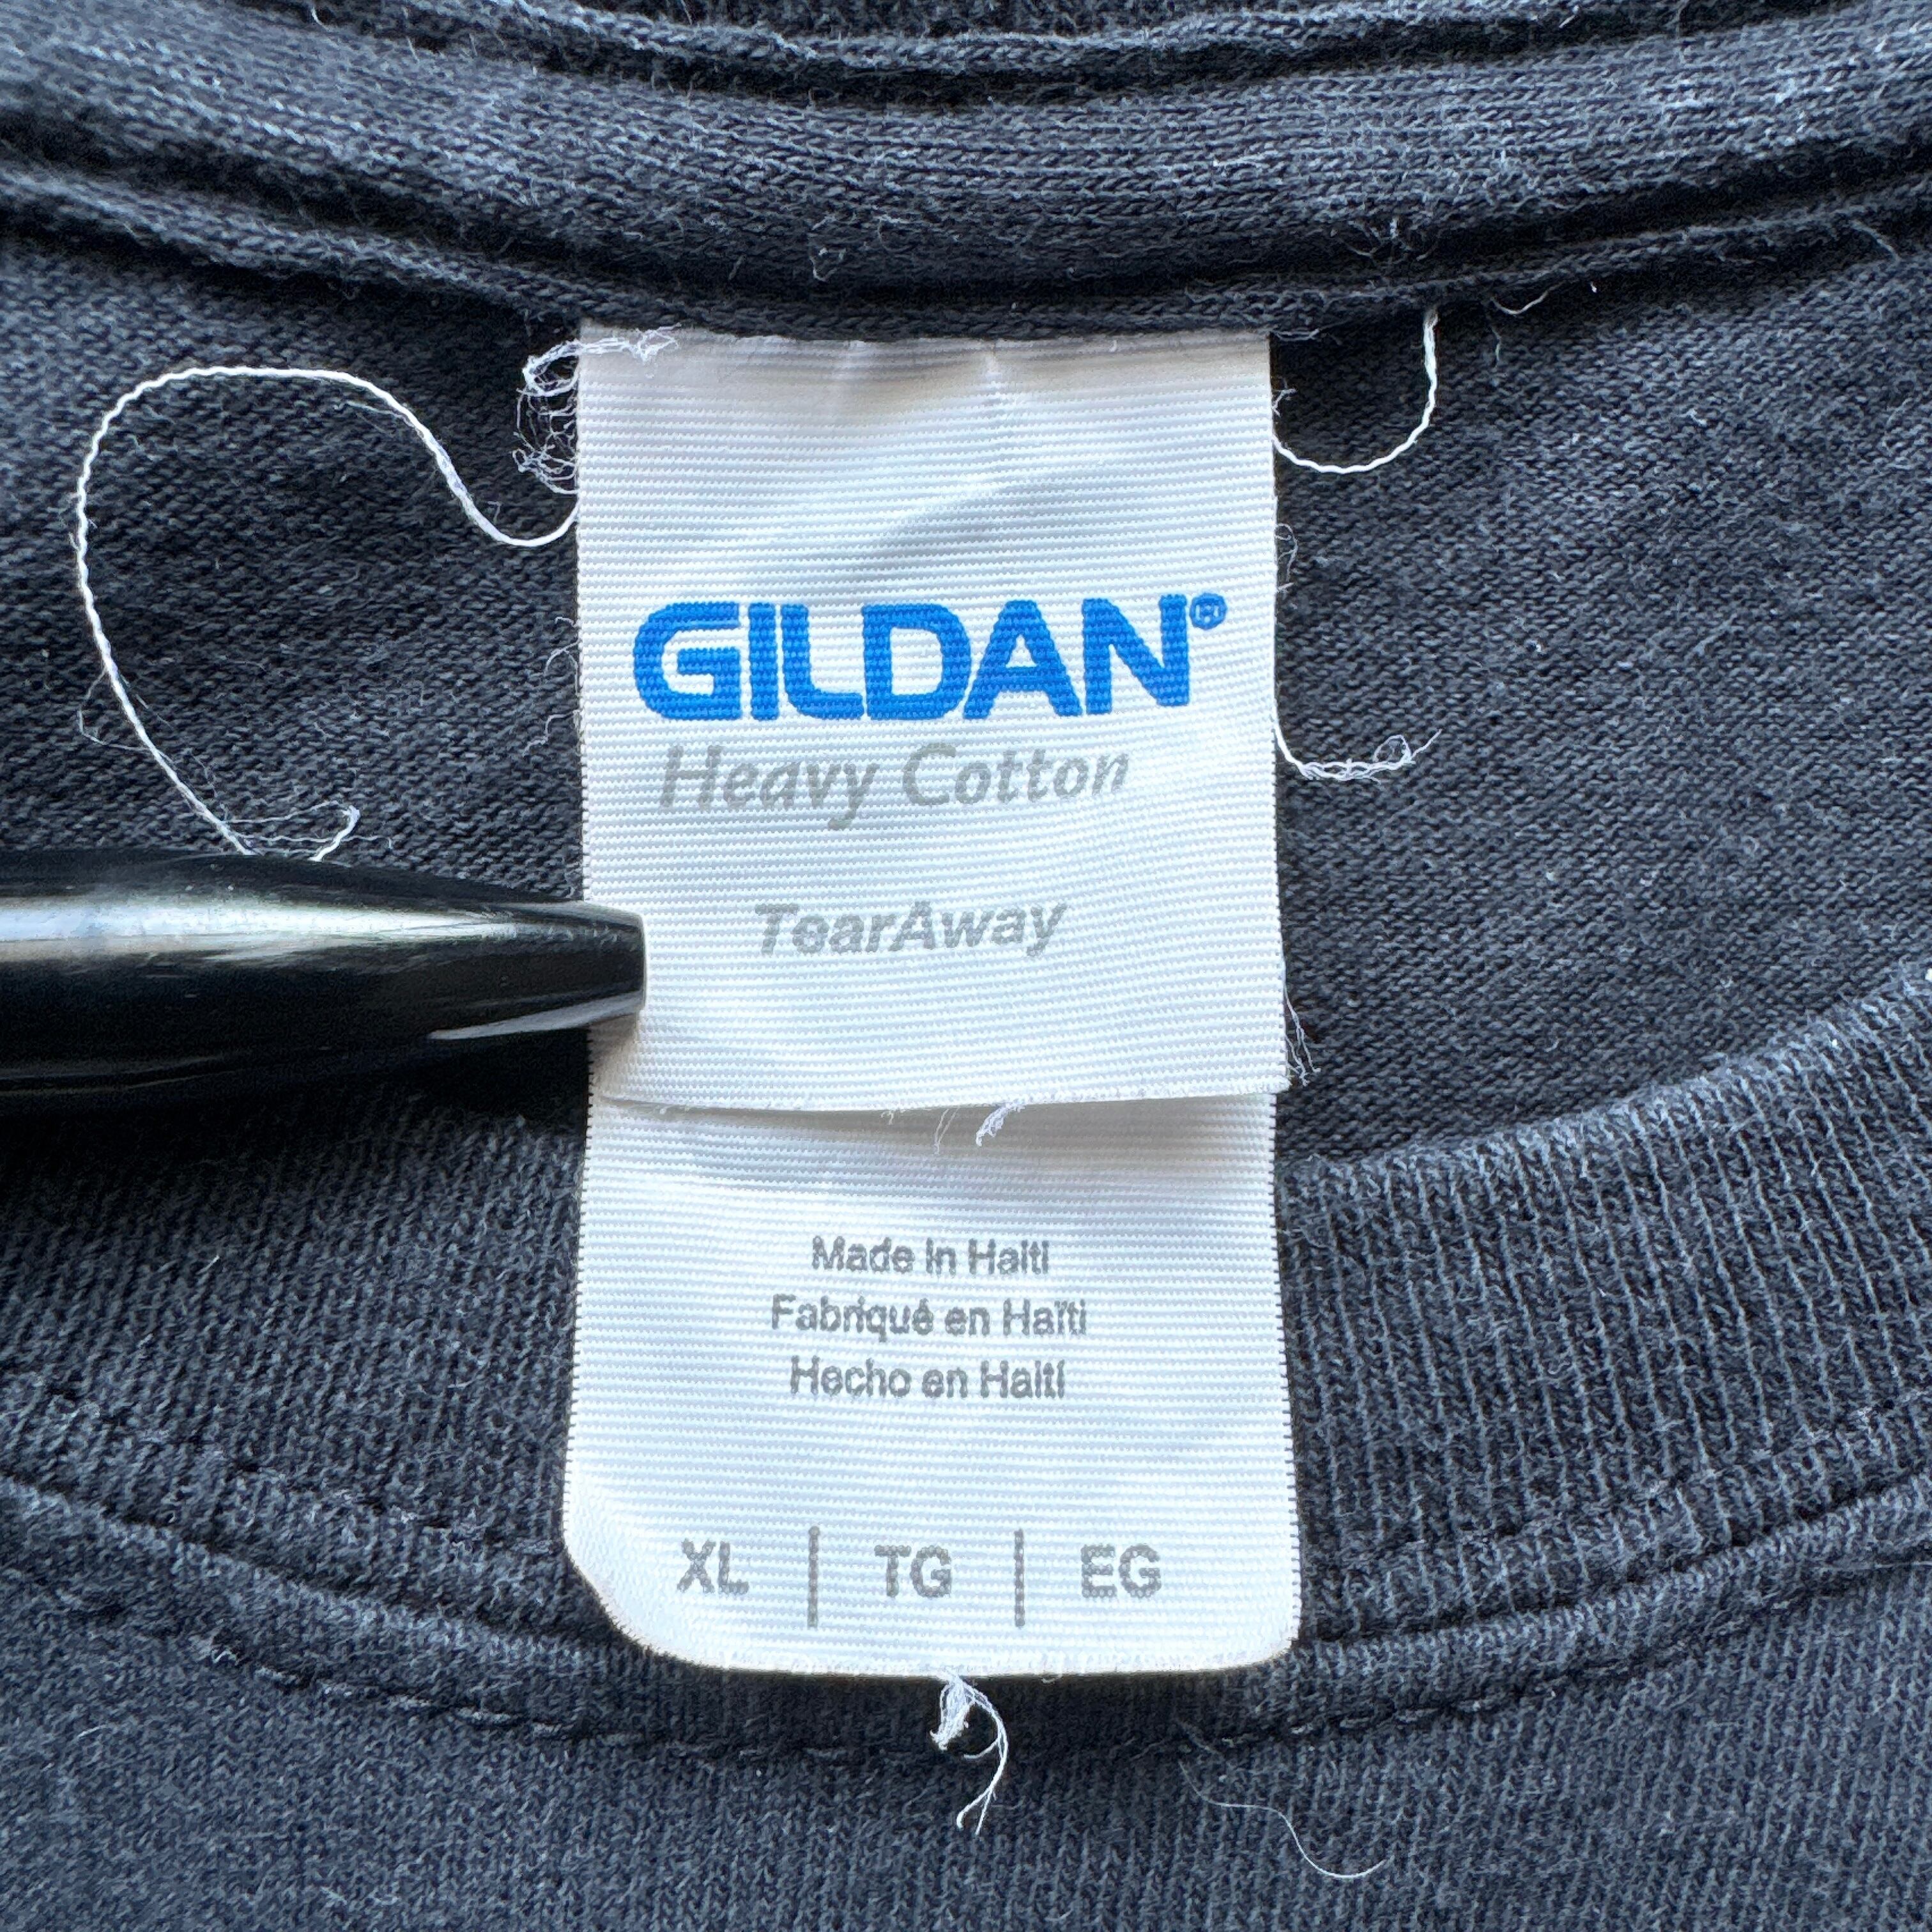 GILDAN®
Heavy Cotton
TearAway
Made in Haiti
Fabriqué en Haïti
Hecho en Haití
XL | TG | EG